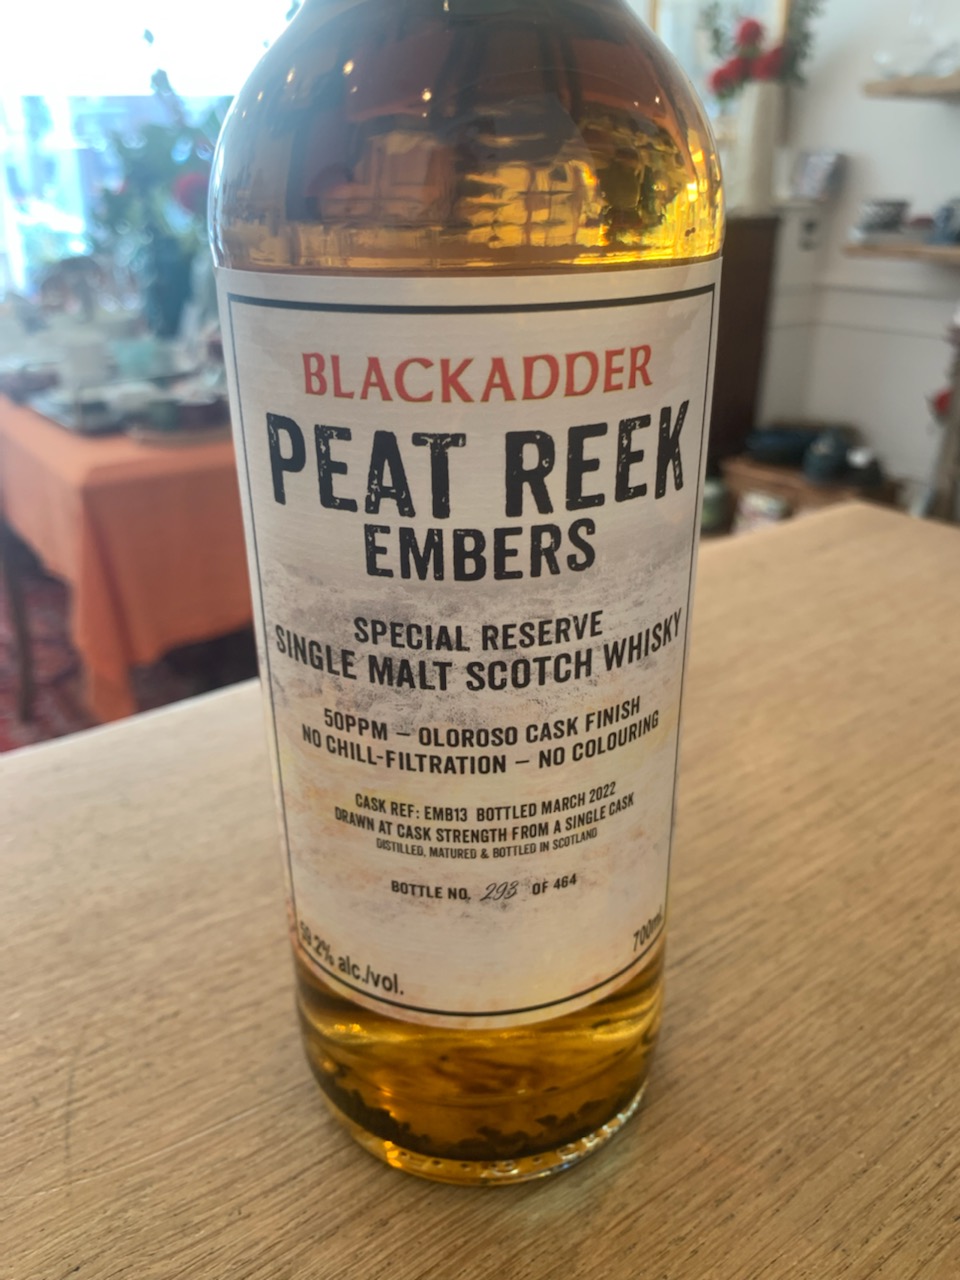 BLACKADDER
PEAT REEK
EMBERS
SPECIAL RESERVE
SINGLE MALT SCOTCH WHISKY
50PPM – OLOROSO CASK FINISH
NO CHILL-FILTRATION – NO COLOURING
CASK REF: EMB13 BOTTLED MARCH 2022
DRAWN AT CASK STRENGTH FROM A SINGLE CASK
DISTILLED, MATURED & BOTTLED IN SCOTLAND
BOTTLE NO. 293 OF 464
alc./vol.
700ml